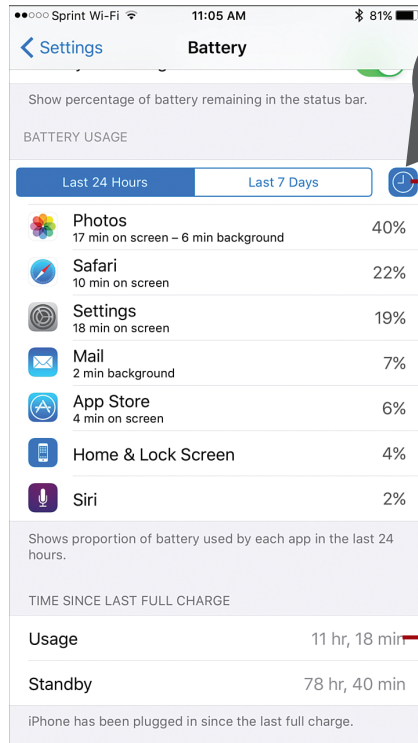 Sprint Wi-Fi 11:05 AM 81%
Settings Battery
Show percentage of battery remaining in the status bar.
BATTERY USAGE
Last 24 Hours Last 7 Days
Photos 40%
17 min on screen – 6 min background
Safari 22%
10 min on screen
Settings 19%
18 min on screen
Mail 7%
2 min background
App Store 6%
4 min on screen
Home & Lock Screen 4%
Siri 2%
Shows proportion of battery used by each app in the last 24
hours.
TIME SINCE LAST FULL CHARGE
Usage 11 hr, 18 min
Standby 78 hr, 40 min
iPhone has been plugged in since the last full charge.